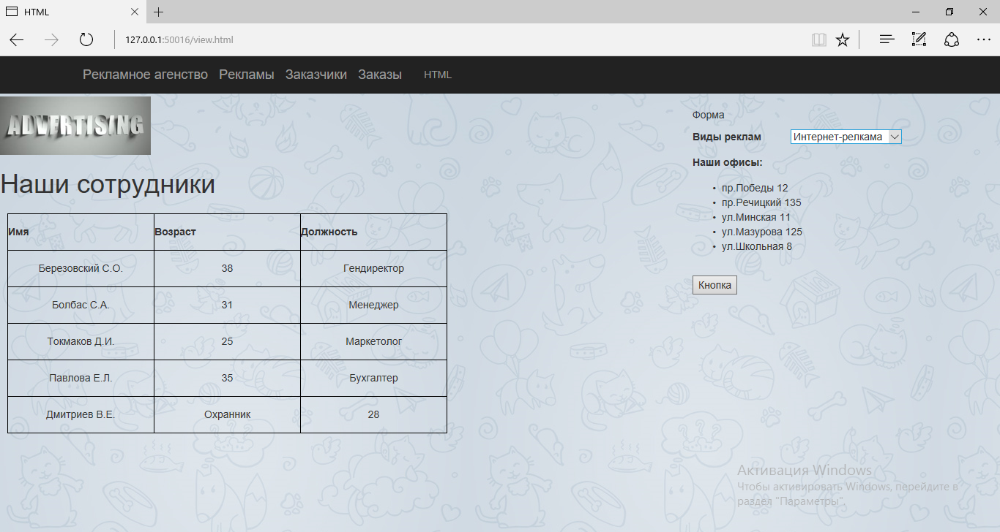 HTML
127.0.0.1:50016/view.html
Рекламное агенство Рекламы Заказчики Заказы HTML
ADVERTISING
Наши сотрудники
Имя Возраст Должность
Березовский С.О. 38 Гендиректор
Болбас С.А. 31 Менеджер
Токмаков Д.И. 25 Маркетолог
Павлова Е.Л. 35 Бухгалтер
Дмитриев В.Е. Охранник 28
Форма
Виды реклам Интернет-релкама
Наши офисы:
• пр.Победы 12
• пр.Речицкий 135
• ул.Минская 11
• ул.Мазурова 125
• ул.Школьная 8
Кнопка
Активация Windows
Чтобы активировать Windows, перейдите в
раздел "Параметры".